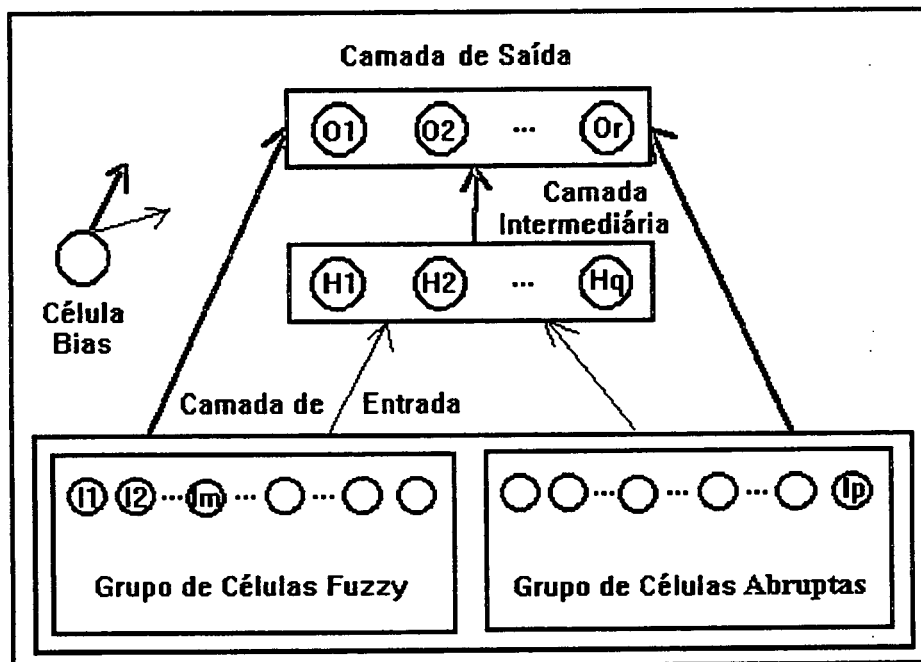 Camada de Saída
O1 O2 ... Or
Camada
Intermediária
H1 H2 ... Hq
Célula
Bias
Camada de Entrada
I1 I2 ... Im ... ... ... ... ... Ip
Grupo de Células Fuzzy
Grupo de Células Abruptas